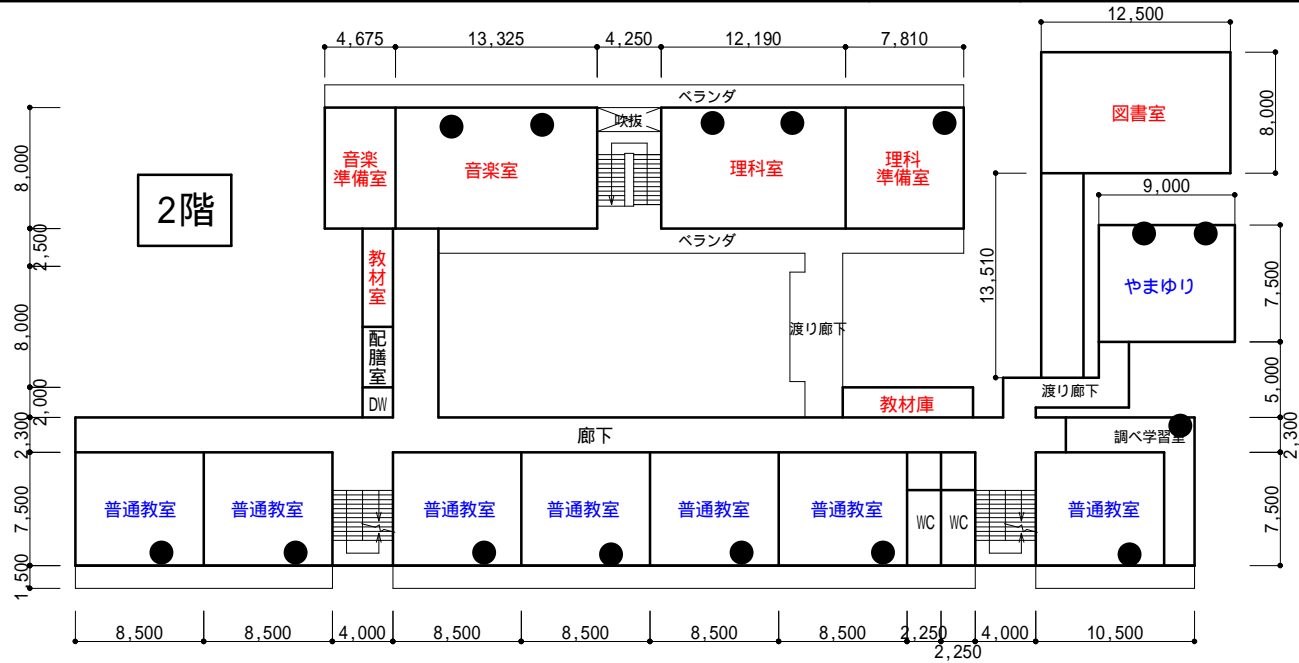 12,500
4,675
13,325
4,250
12,190
7,810
ベランダ
吹抜
図書室
8,000
8,000
音楽
準備室
音楽室
理科室
理科
準備室
9,000
2階
2,500
ベランダ
教材室
13,510
やまゆり
7,500
8,000
渡り廊下
配膳室
渡り廊下
5,000
2,000
DW
教材庫
2,300
廊下
調べ学習室
2,300
7,500
普通教室
普通教室
普通教室
普通教室
普通教室
普通教室
WC
WC
普通教室
7,500
1,500
8,500
8,500
4,000
8,500
8,500
8,500
8,500
2,250
2,250
4,000
10,500